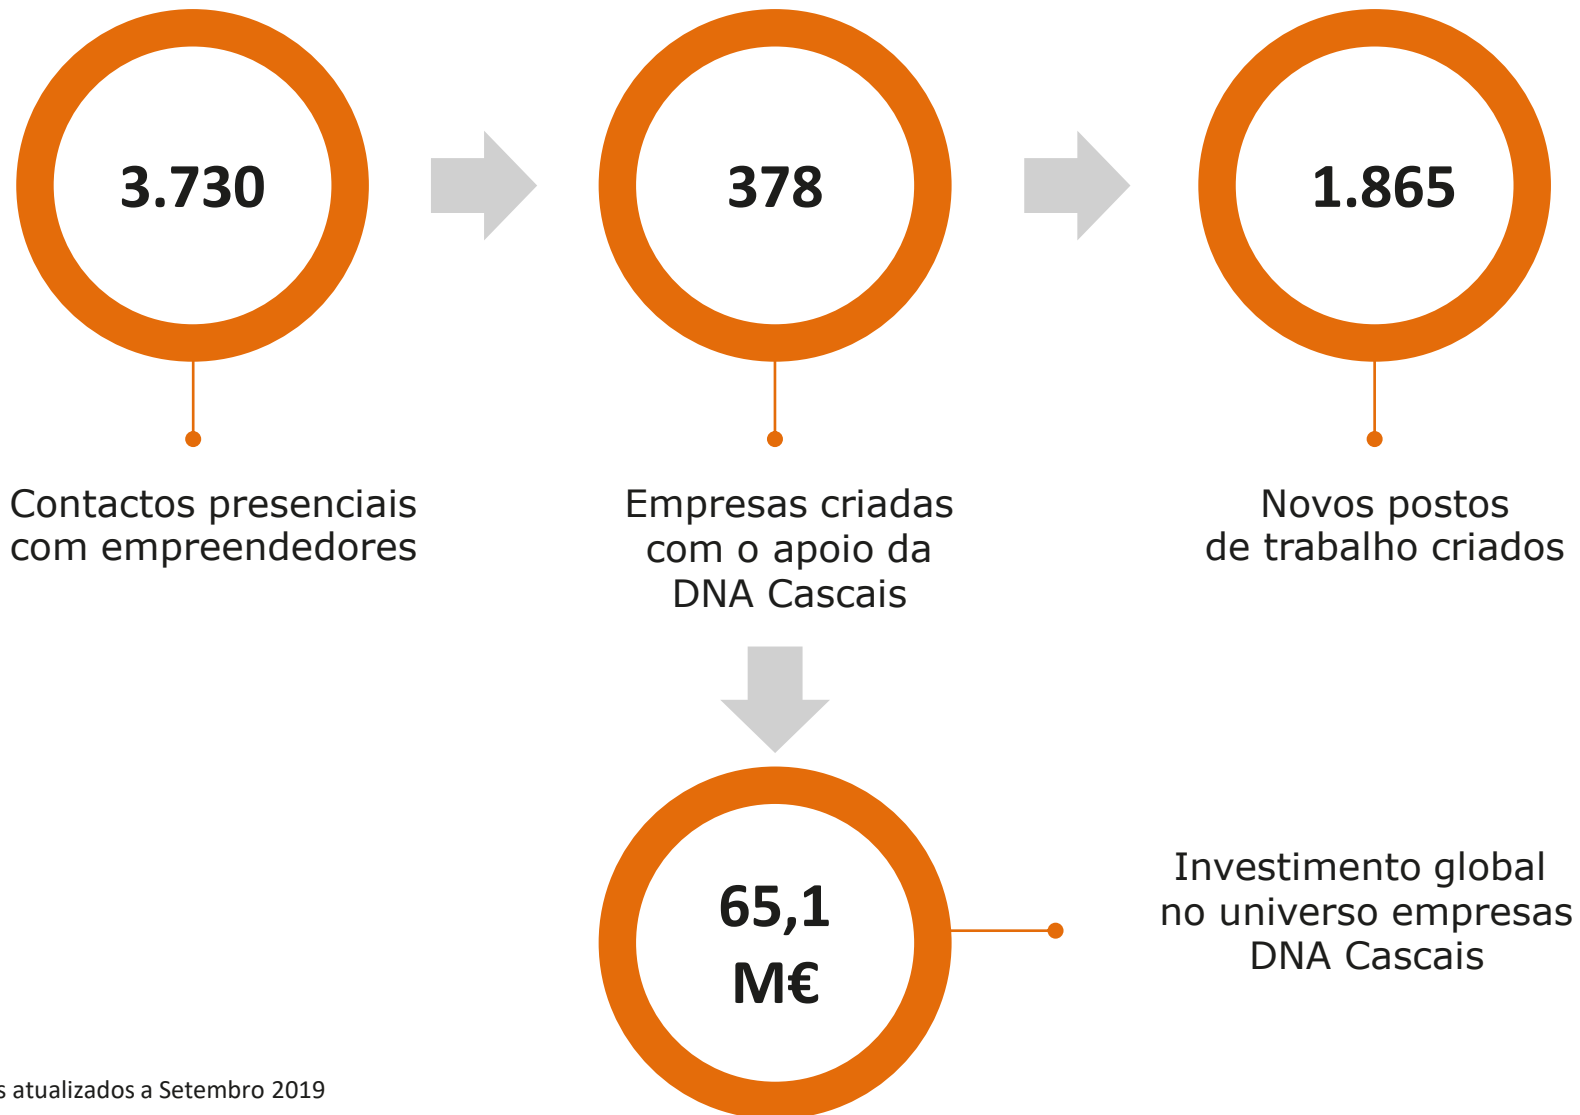 3.730
378
1.865
Contactos presenciais
com empreendedores
Empresas criadas
com o apoio da
DNA Cascais
Novos postos
de trabalho criados
65,1
M€
Investimento global
no universo empresas
DNA Cascais
atualizados a Setembro 2019